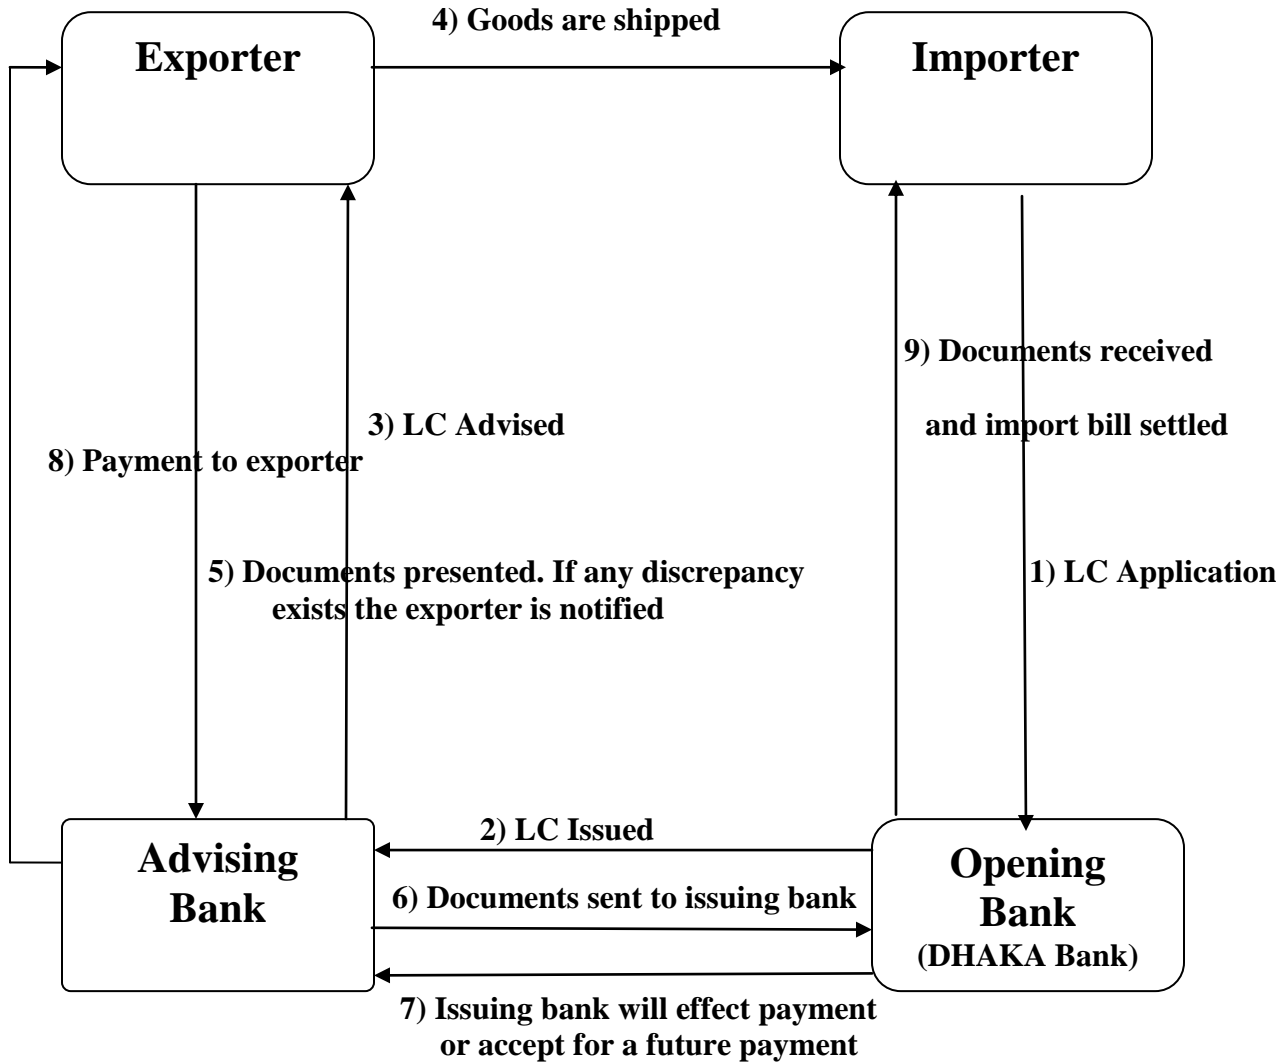 4) Goods are shipped
Exporter
Importer
9) Documents received
3) LC Advised
and import bill settled
8) Payment to exporter
5) Documents presented. If any discrepancy
exists the exporter is notified
1) LC Application
2) LC Issued
Advising
Bank
6) Documents sent to issuing bank
Opening
Bank
(DHAKA Bank)
7) Issuing bank will effect payment
or accept for a future payment